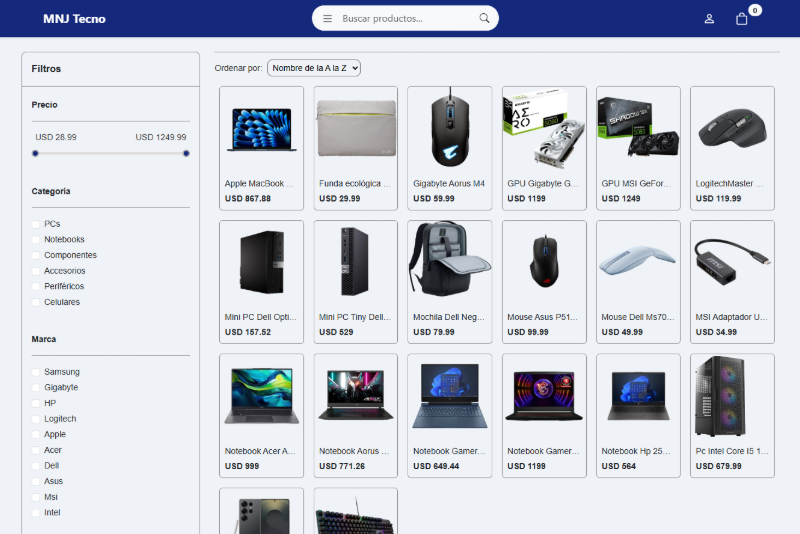 MNJ Tecno
Buscar productos...
0
Filtros
Precio
USD 28.99
USD 1249.99
Categoría
PCs
Notebooks
Componentes
Accesorios
Periféricos
Celulares
Marca
Samsung
Gigabyte
HP
Logitech
Apple
Acer
Dell
Asus
Msi
Intel
Ordenar por:
Nombre de la A la Z
Apple MacBook ...
USD 867.88
Funda ecológica ...
USD 29.99
Gigabyte Aorus M4
USD 59.99
GPU Gigabyte G...
USD 1199
GPU MSI GeFor...
USD 1249
LogitechMaster ...
USD 119.99
Mini PC Dell Opti...
USD 157.52
Mini PC Tiny Dell...
USD 529
Mochila Dell Neg...
USD 79.99
Mouse Asus P51...
USD 99.99
Mouse Dell Ms70...
USD 49.99
MSI Adaptador U...
USD 34.99
Notebook Acer A...
USD 999
Notebook Aorus ...
USD 771.26
Notebook Gamer...
USD 649.44
Notebook Gamer...
USD 1199
Notebook Hp 25...
USD 564
Pc Intel Core I5 1...
USD 679.99